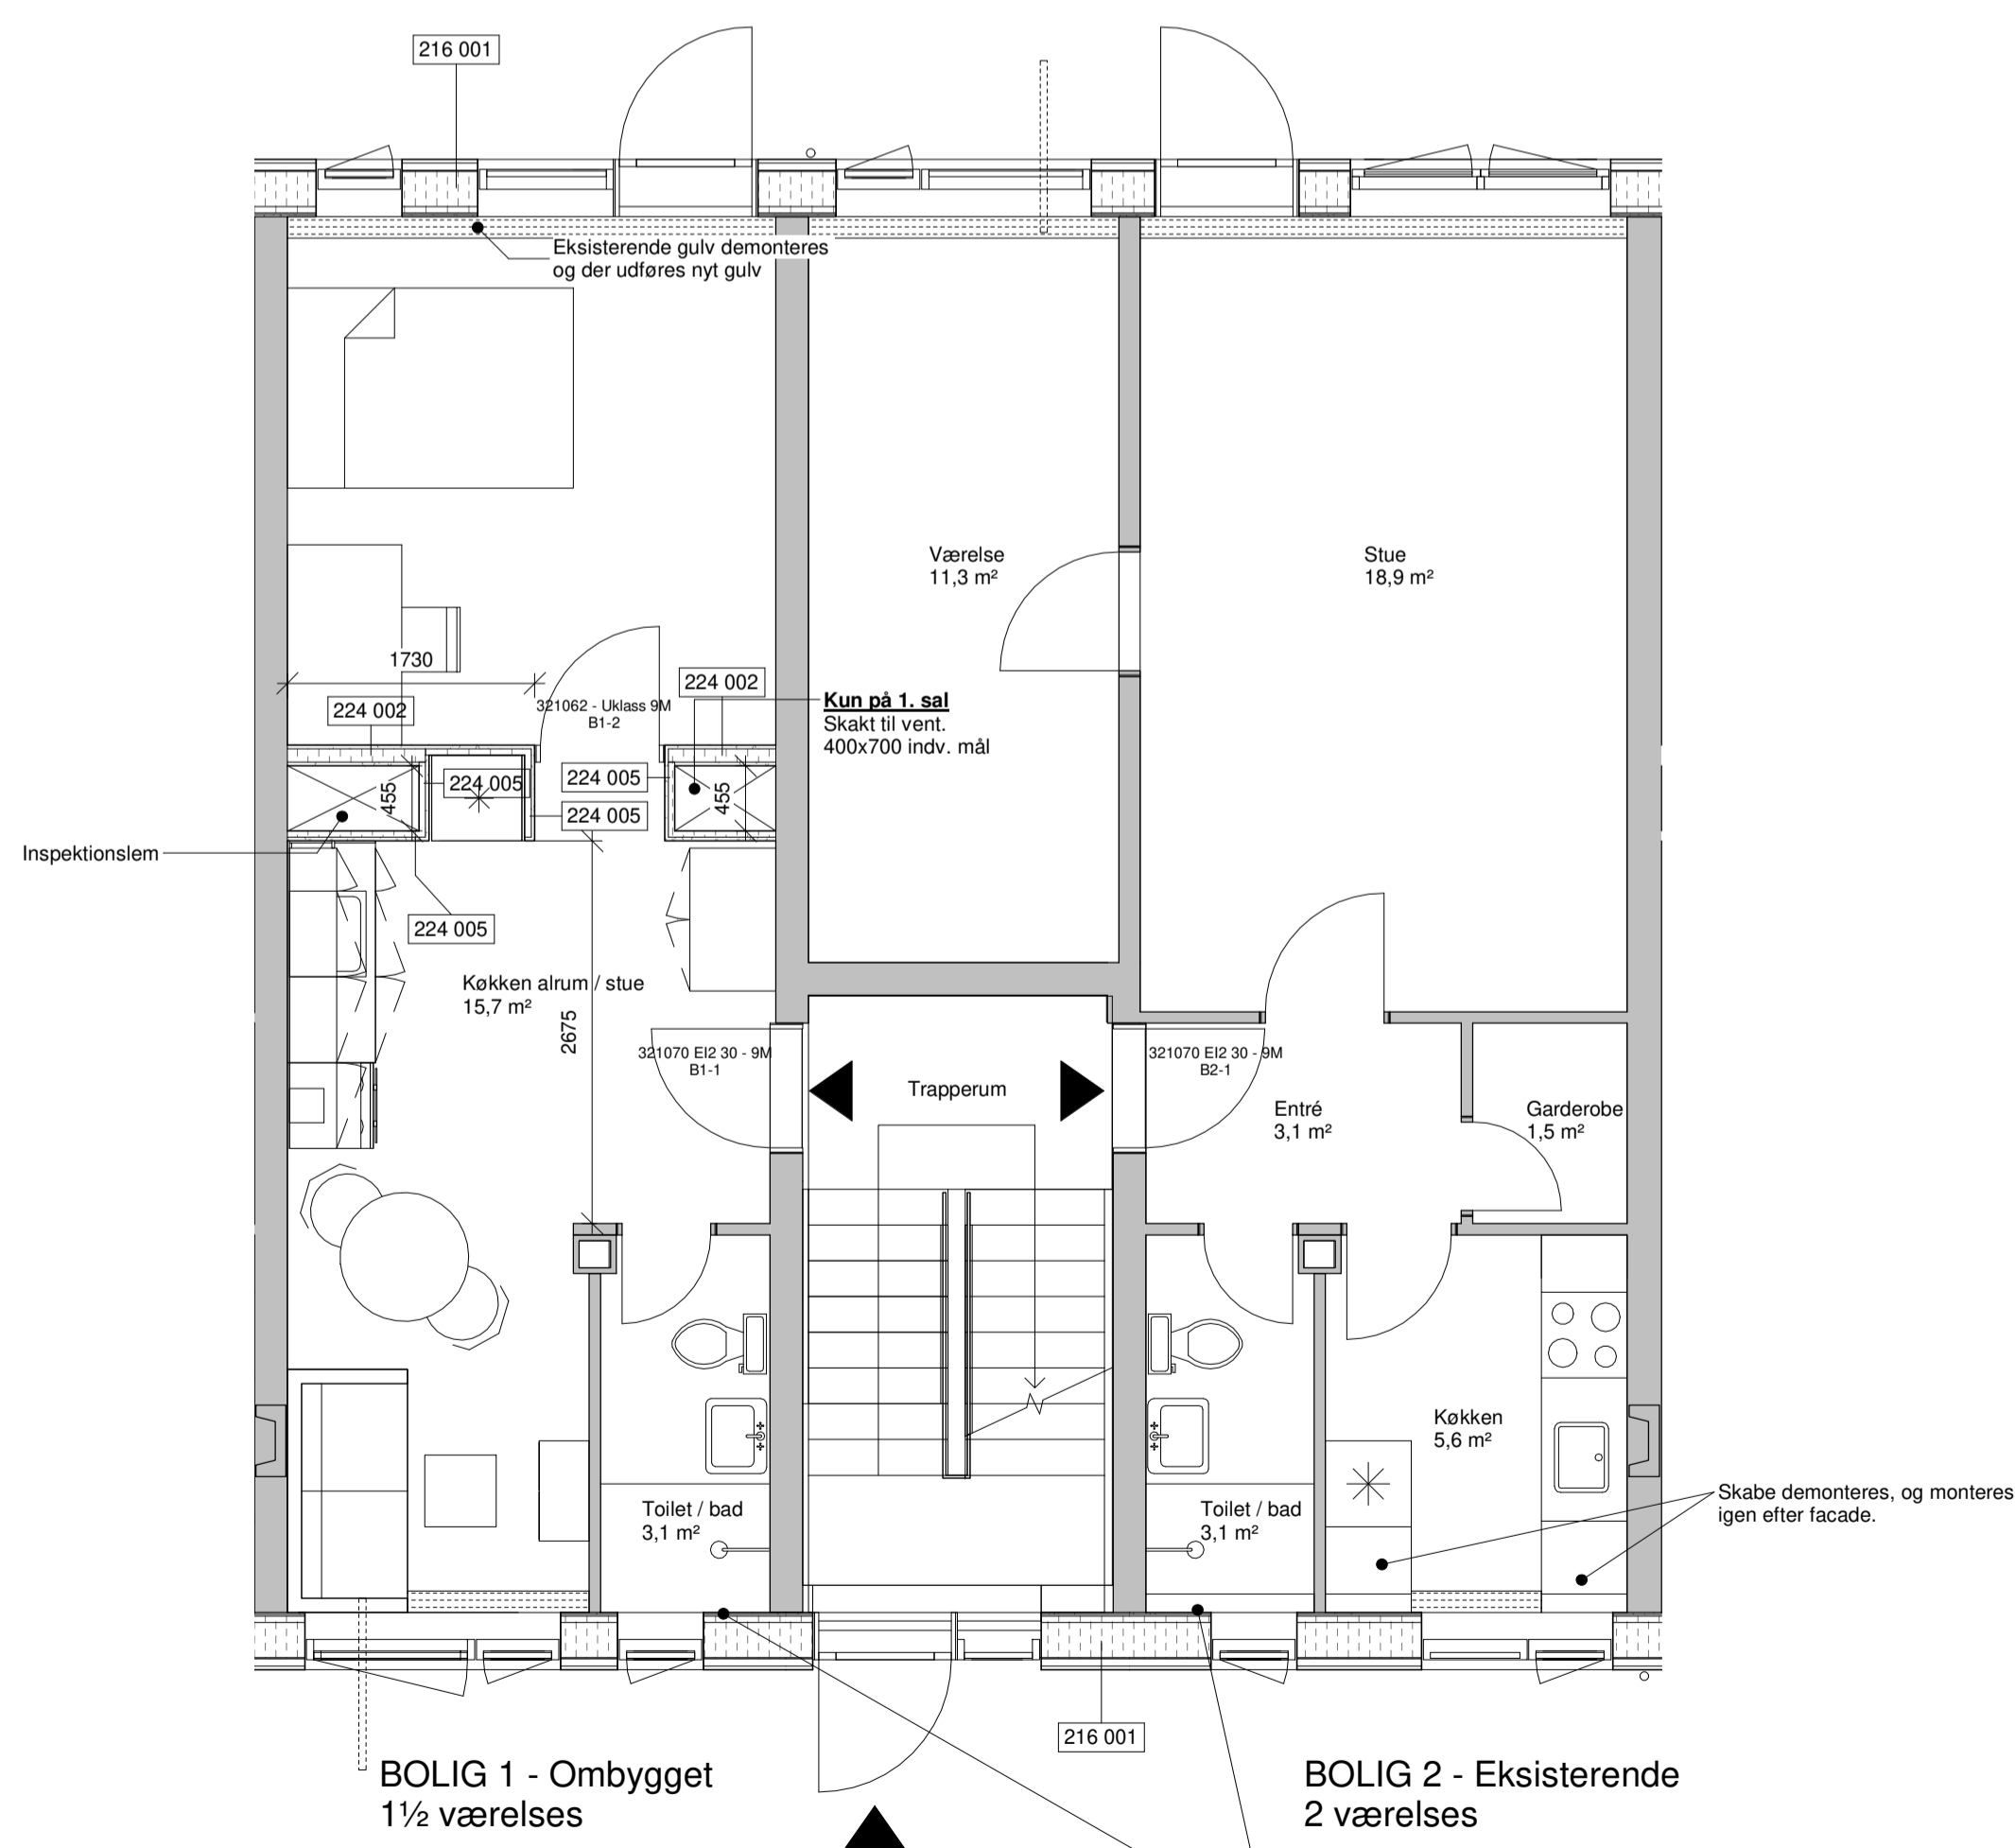 216 001
Eksisterende gulv demonteres
og der udføres nyt gulv
Værelse
11,3 m²
Stue
18,9 m²
1730
224 002
321062 - Uklass 9M
B1-2
224 002
Kun på 1. sal
Skakt til vent.
400x700 indv. mål
224 005
455
224 005
224 005
455
Inspektionslem
224 005
Køkken alrum / stue
15,7 m²
2675
321070 EI2 30 - 9M
B1-1
Trapperum
321070 EI2 30 - 9M
B2-1
Entré
3,1 m²
Garderobe
1,5 m²
Køkken
5,6 m²
Toilet / bad
3,1 m²
Toilet / bad
3,1 m²
Skabe demonteres, og monteres
igen efter facade.
216 001
BOLIG 1 - Ombygget
1½ værelses
BOLIG 2 - Eksisterende
2 værelses